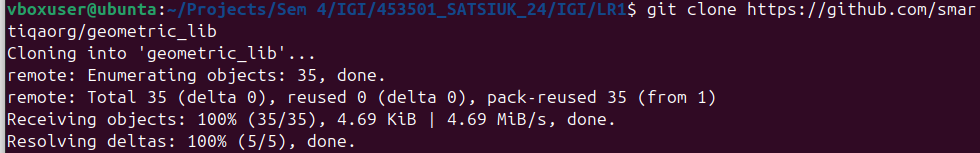 vboxuser@ubuntu:~/Projects/Sem 4/IGI/453501_SATSIUK_24/IGI/LR1$ git clone https://github.com/smar
tiqaorg/geometric_lib
Cloning into 'geometric_lib'...
remote: Enumerating objects: 35, done.
remote: Total 35 (delta 0), reused 0 (delta 0), pack-reused 35 (from 1)
Receiving objects: 100% (35/35), 4.69 KiB | 4.69 MiB/s, done.
Resolving deltas: 100% (5/5), done.